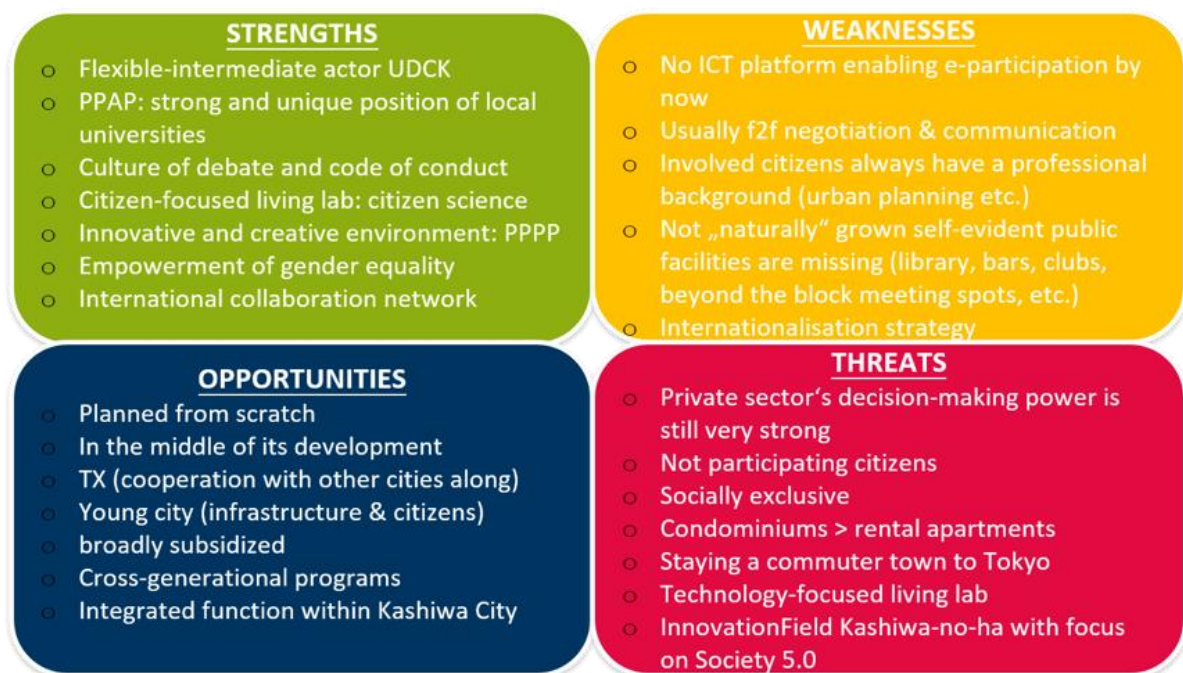 STRENGTHS
o Flexible-intermediate actor UDCK
o PPAP: strong and unique position of local
universities
o Culture of debate and code of conduct
o Citizen-focused living lab: citizen science
o Innovative and creative environment: PPPP
o Empowerment of gender equality
o International collaboration network
WEAKNESSES
o No ICT platform enabling e-participation by
now
o Usually f2f negotiation & communication
o Involved citizens always have a professional
background (urban planning etc.)
o Not „naturally“ grown self-evident public
facilities are missing (library, bars, clubs,
beyond the block meeting spots, etc.)
o Internationalisation strategy
OPPORTUNITIES
o Planned from scratch
o In the middle of its development
o TX (cooperation with other cities along)
o Young city (infrastructure & citizens)
o broadly subsidized
o Cross-generational programs
o Integrated function within Kashiwa City
THREATS
o Private sector‘s decision-making power is
still very strong
o Not participating citizens
o Socially exclusive
o Condominiums > rental apartments
o Staying a commuter town to Tokyo
o Technology-focused living lab
o InnovationField Kashiwa-no-ha with focus
on Society 5.0